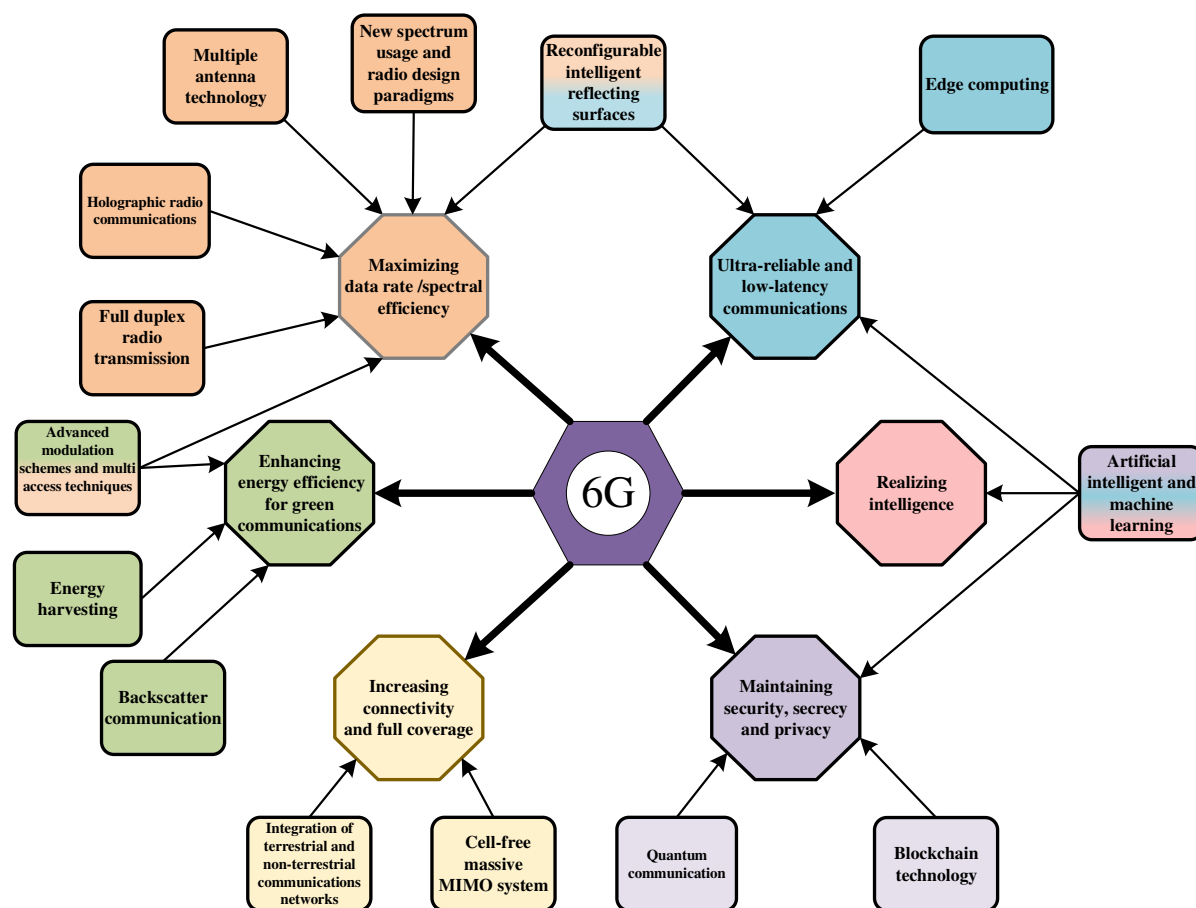 Multiple
antenna
technology
New spectrum
usage and
radio design
paradigms
Reconfigurable
intelligent
reflecting
surfaces
Edge computing
Holographic radio
communications
Maximizing
data rate /spectral
efficiency
Ultra-reliable and
low-latency
communications
Full duplex
radio
transmission
Advanced
modulation
schemes and multi
access techniques
Enhancing
energy efficiency
for green
communications
6G
Realizing
intelligence
Artificial
intelligent and
machine
learning
Energy
harvesting
Backscatter
communication
Increasing
connectivity
and full coverage
Maintaining
security, secrecy
and privacy
Integration of
terrestrial and
non-terrestrial
communications
networks
Cell-free
massive
MIMO system
Quantum
communication
Blockchain
technology